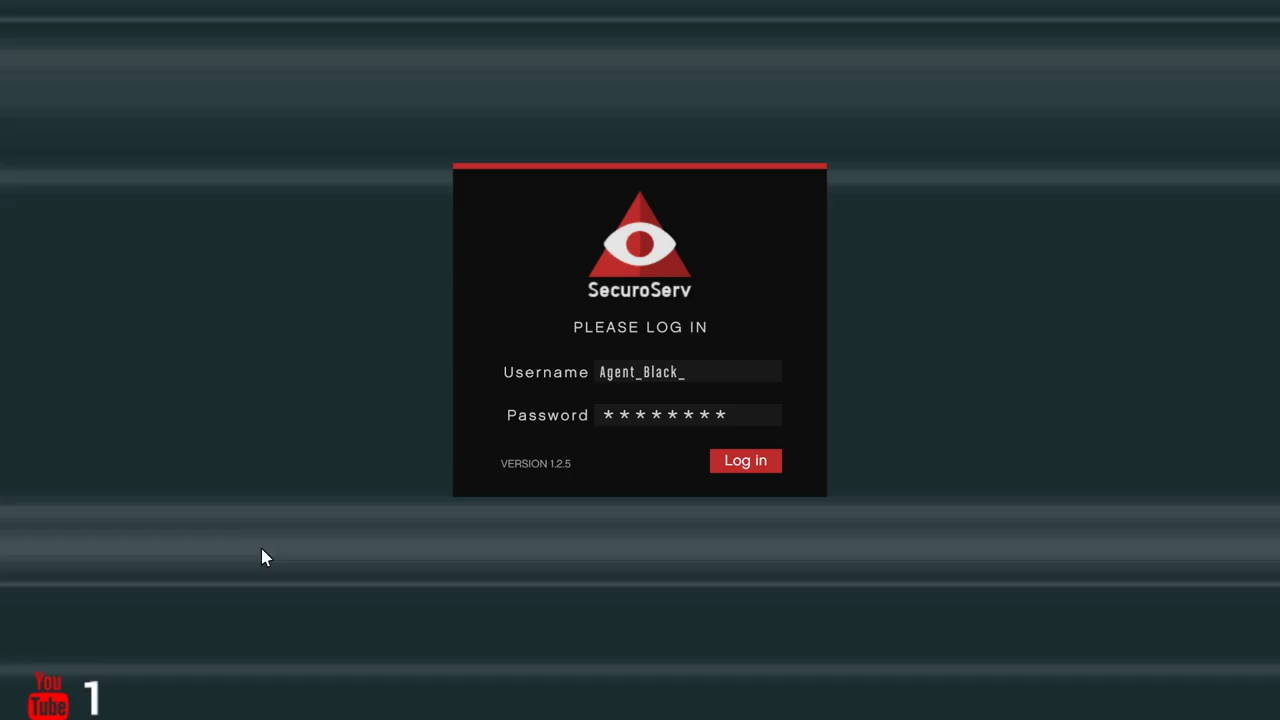 SecuroServ
PLEASE LOG IN
Username Agent_Black_
Password ********
VERSION 1.2.5 Log in
You
Tube 1